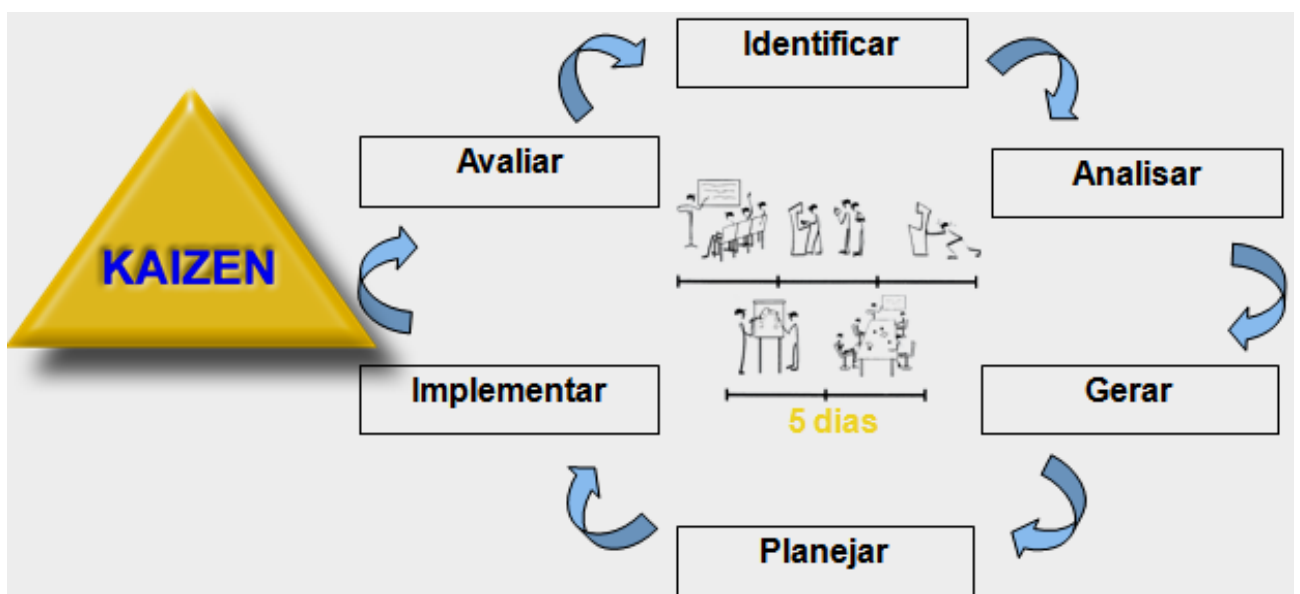 Identificar
Avaliar
Analisar
KAIZEN
Implementar
Gerar
5 dias
Planejar